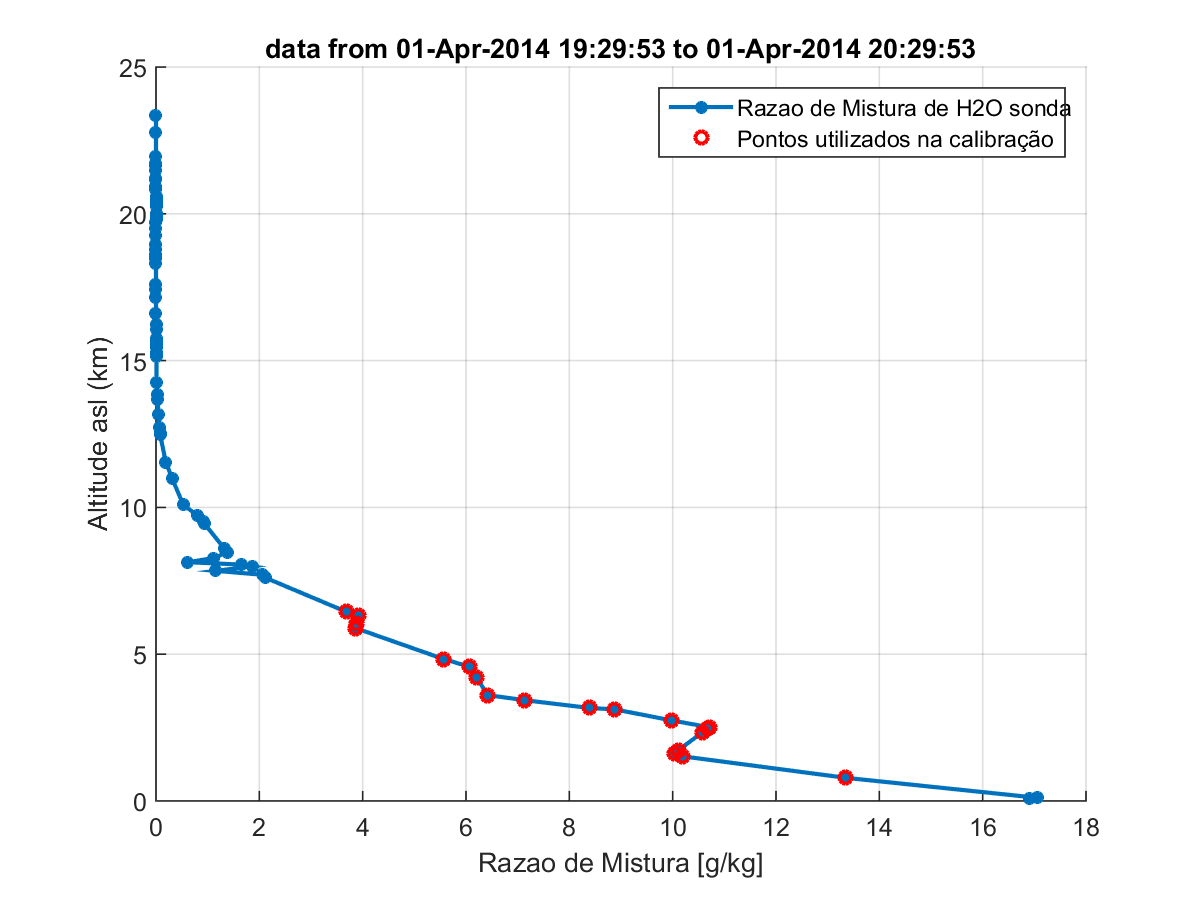 data from 01-Apr-2014 19:29:53 to 01-Apr-2014 20:29:53
Razao de Mistura de H2O sonda
Pontos utilizados na calibração
25
20
15
10
5
0
Altitude asl (km)
0 2 4 6 8 10 12 14 16 18
Razao de Mistura [g/kg]